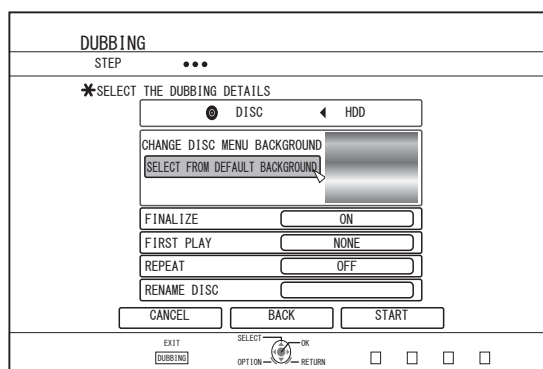 DUBBING
STEP
✱SELECT THE DUBBING DETAILS
DISC ◀ HDD
CHANGE DISC MENU BACKGROUND
SELECT FROM DEFAULT BACKGROUND
FINALIZE ON
FIRST PLAY NONE
REPEAT OFF
RENAME DISC
CANCEL BACK START
EXIT SELECT OK
DUBBING OPTION RETURN